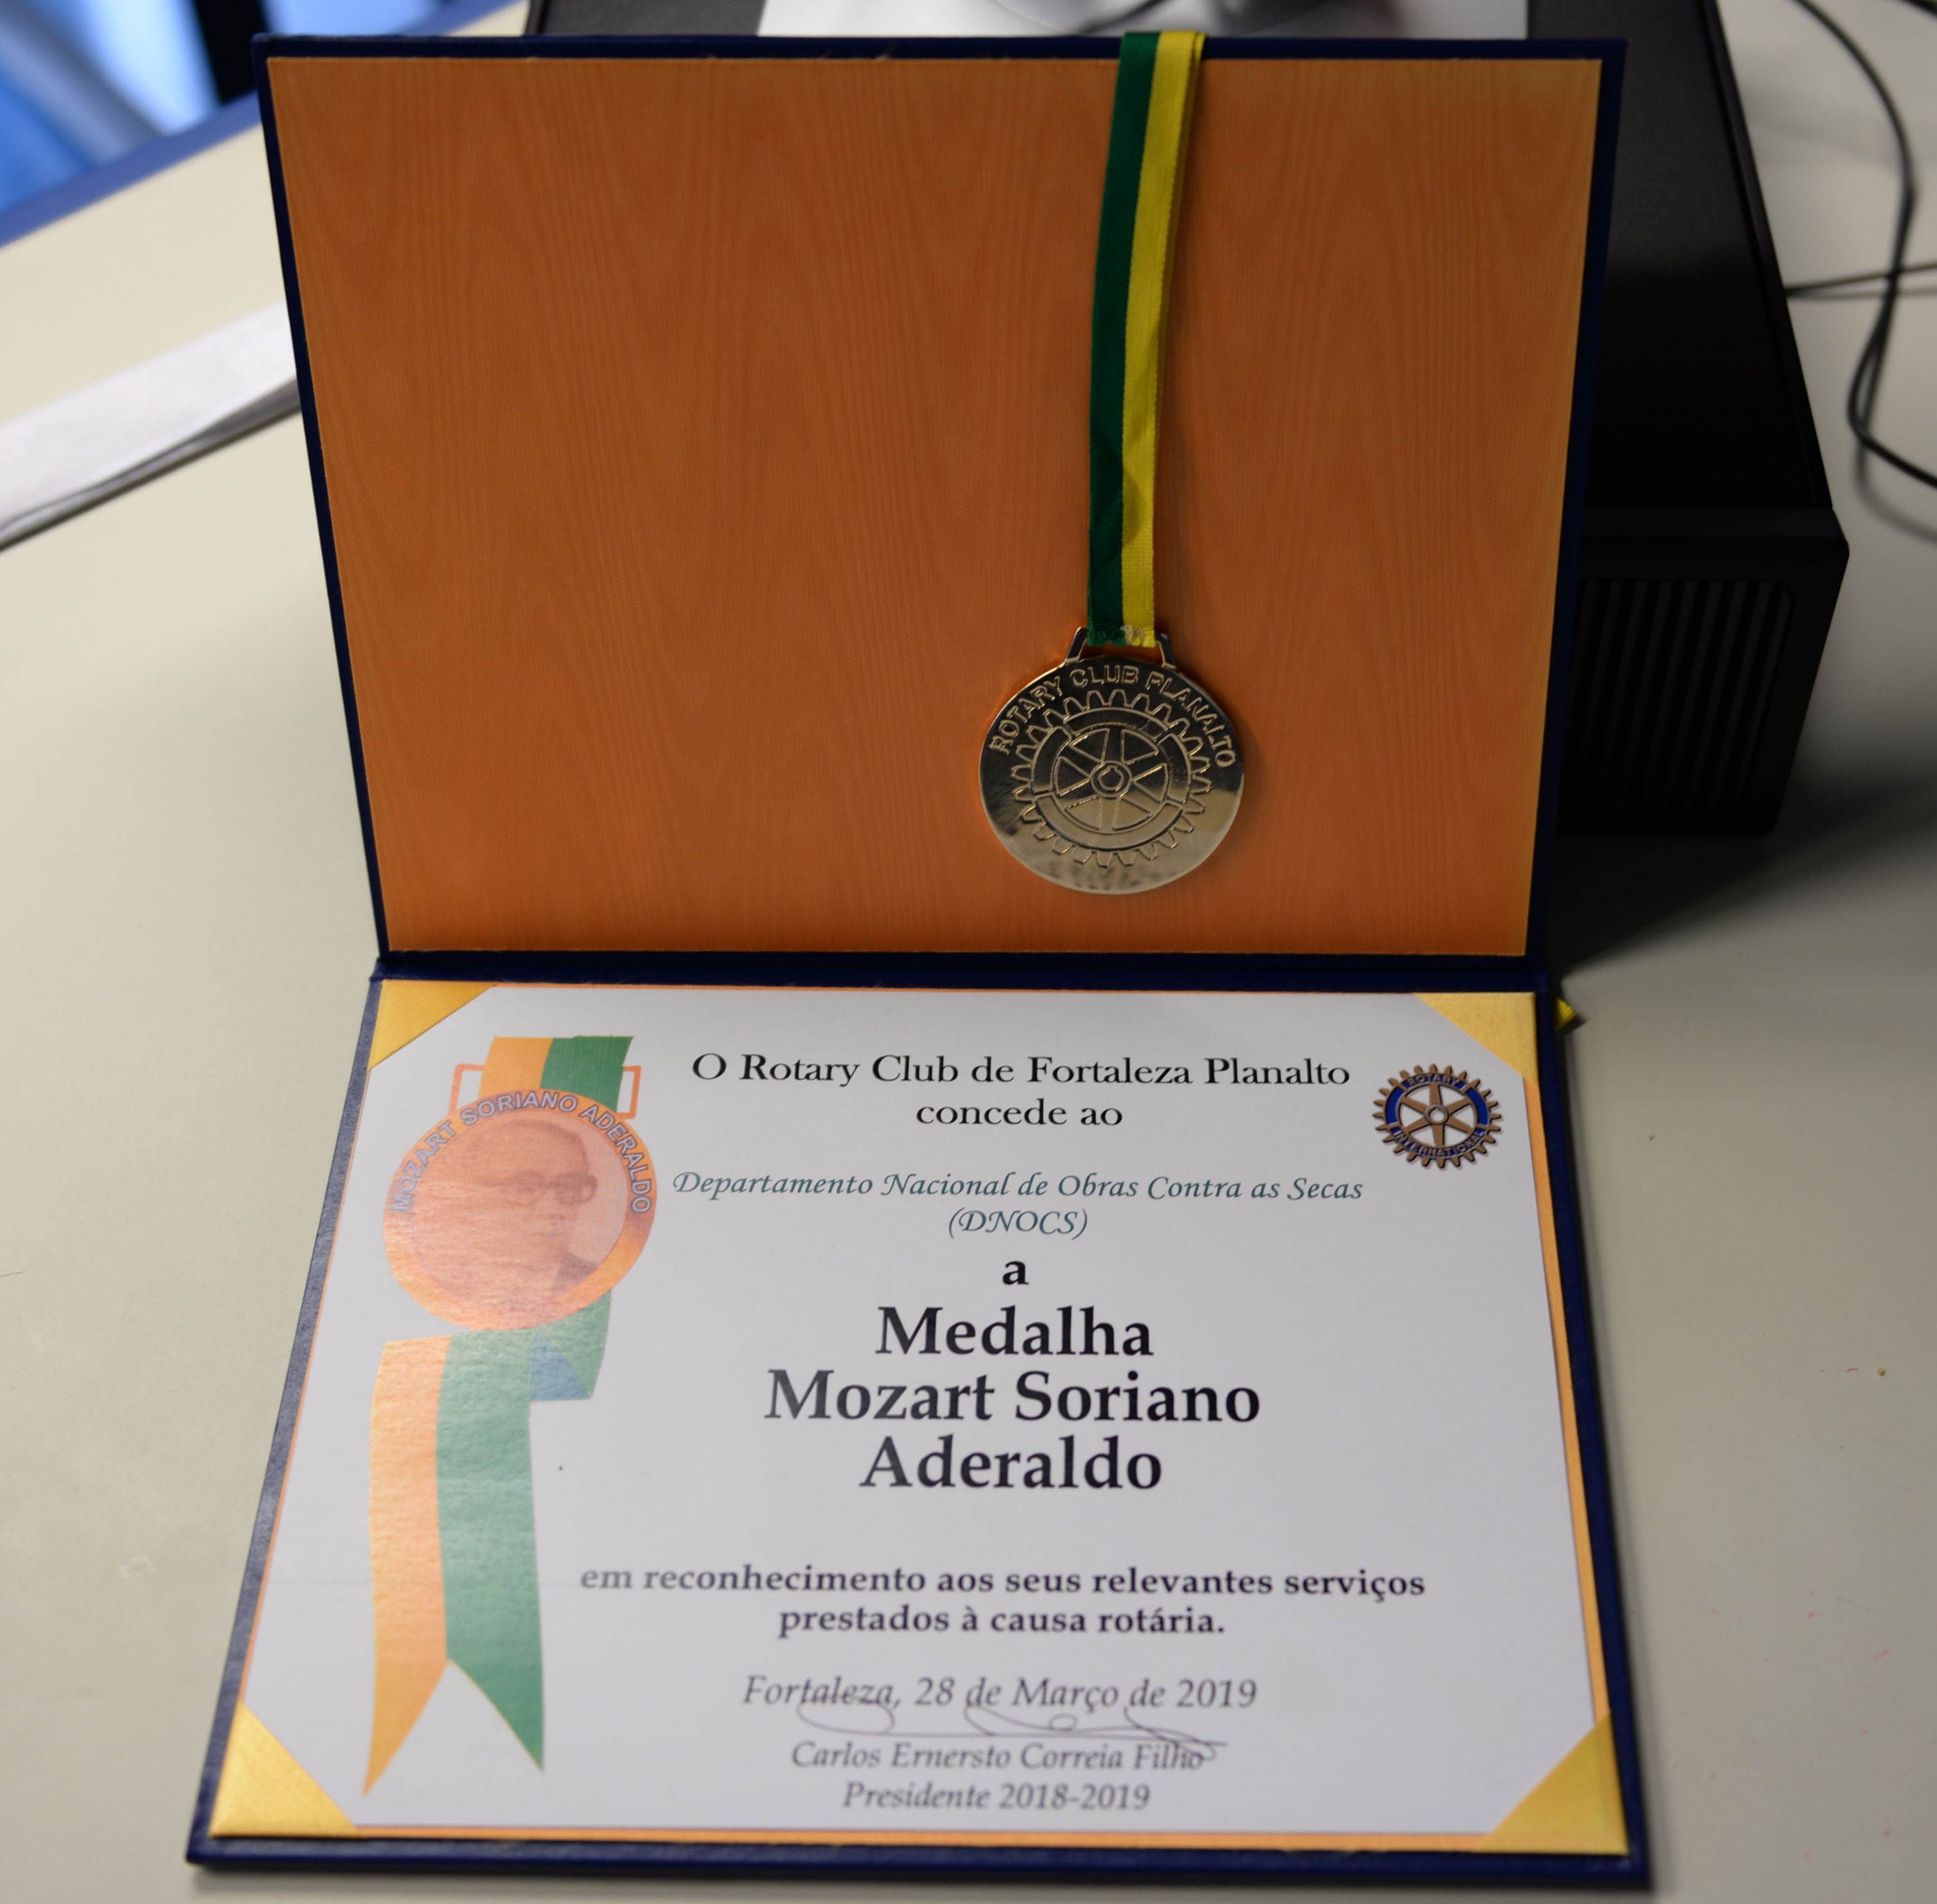 ROTARY CLUB PLANALTO
MOZART SORIANO ADERALDO
O Rotary Club de Fortaleza Planalto
concede ao
ROTARY
INTERNATIONAL
Departamento Nacional de Obras Contra as Secas
(DNOCS)
a
Medalha
Mozart Soriano
Aderaldo
em reconhecimento aos seus relevantes serviços
prestados à causa rotária.
Fortaleza, 28 de Março de 2019
Carlos Ernersto Correia Filho
Presidente 2018-2019